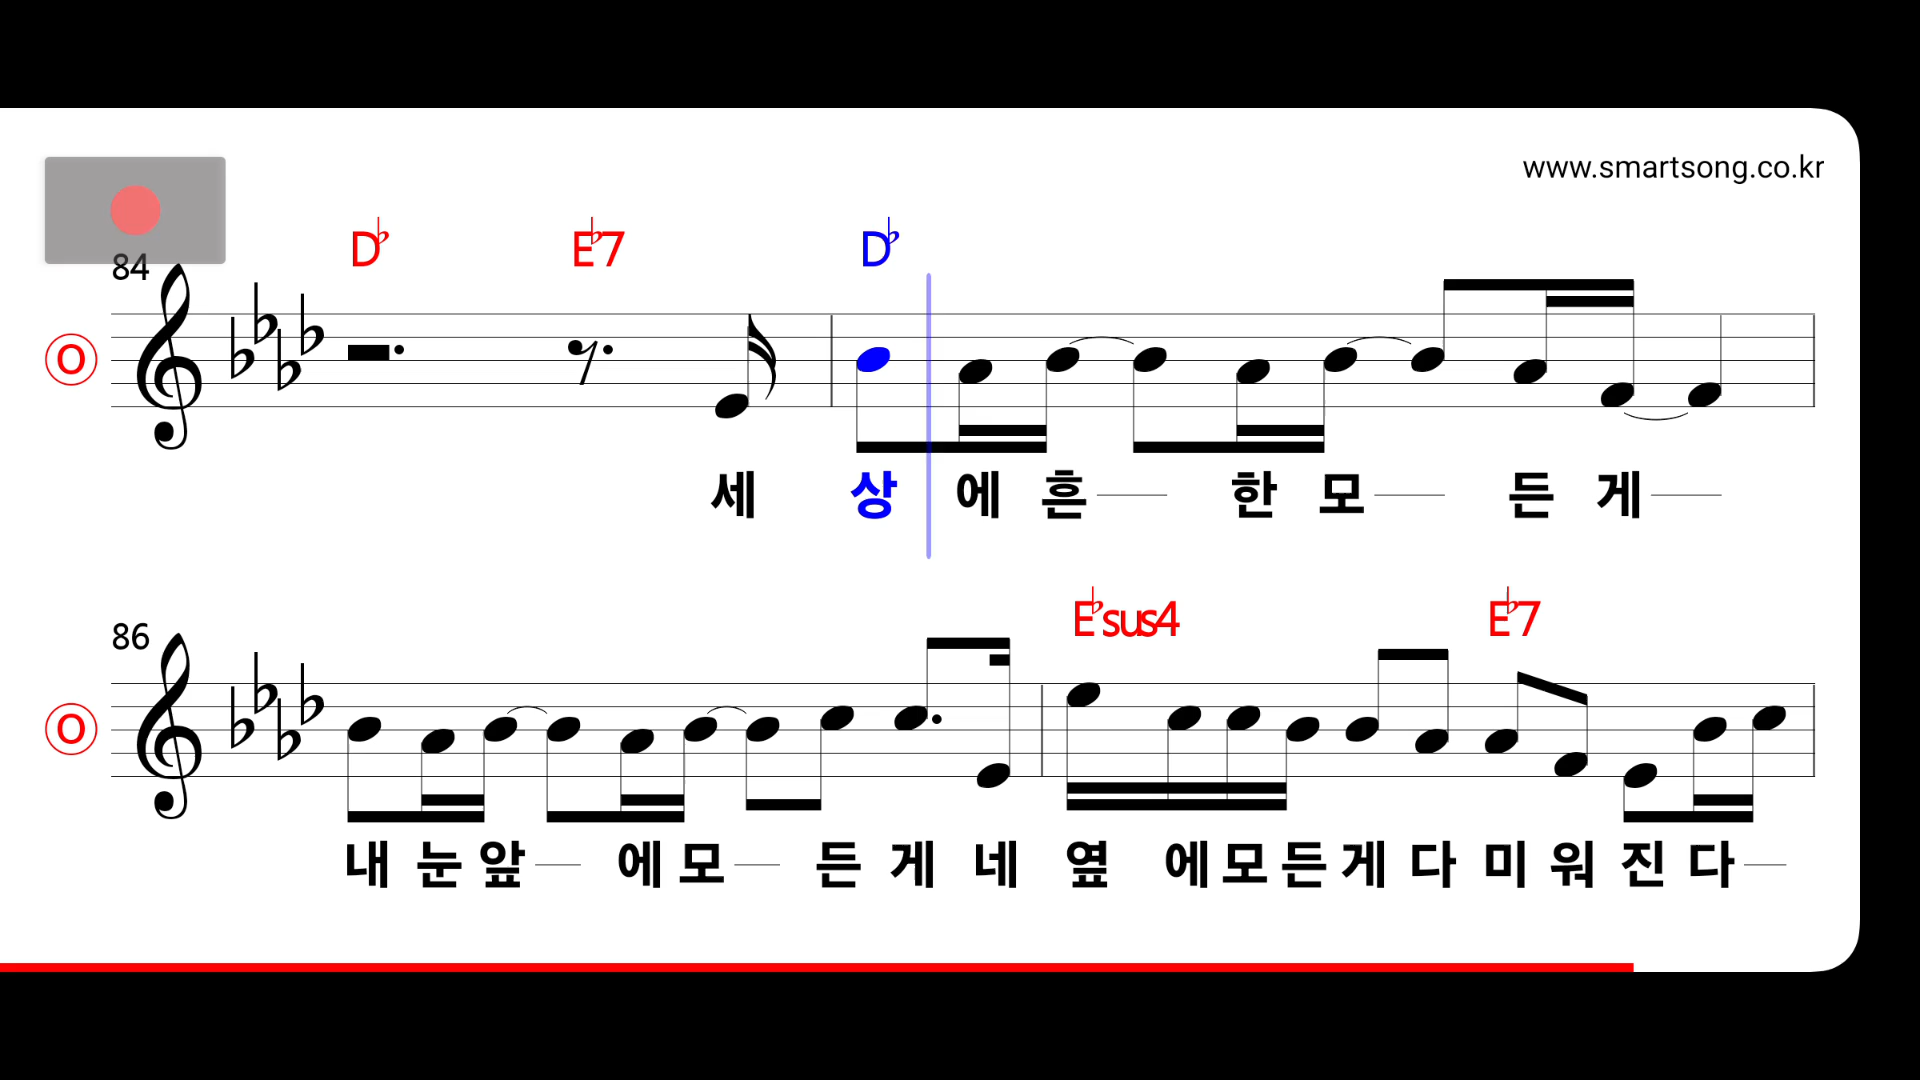 www.smartsong.co.kr
D♭ E♭7 D♭
84
O
세 상 에 흔 한 모 든 게
E♭sus4 E♭7
86
O
내 눈 앞 에 모 든 게 네 옆 에 모 든 게 다 미 워 진 다